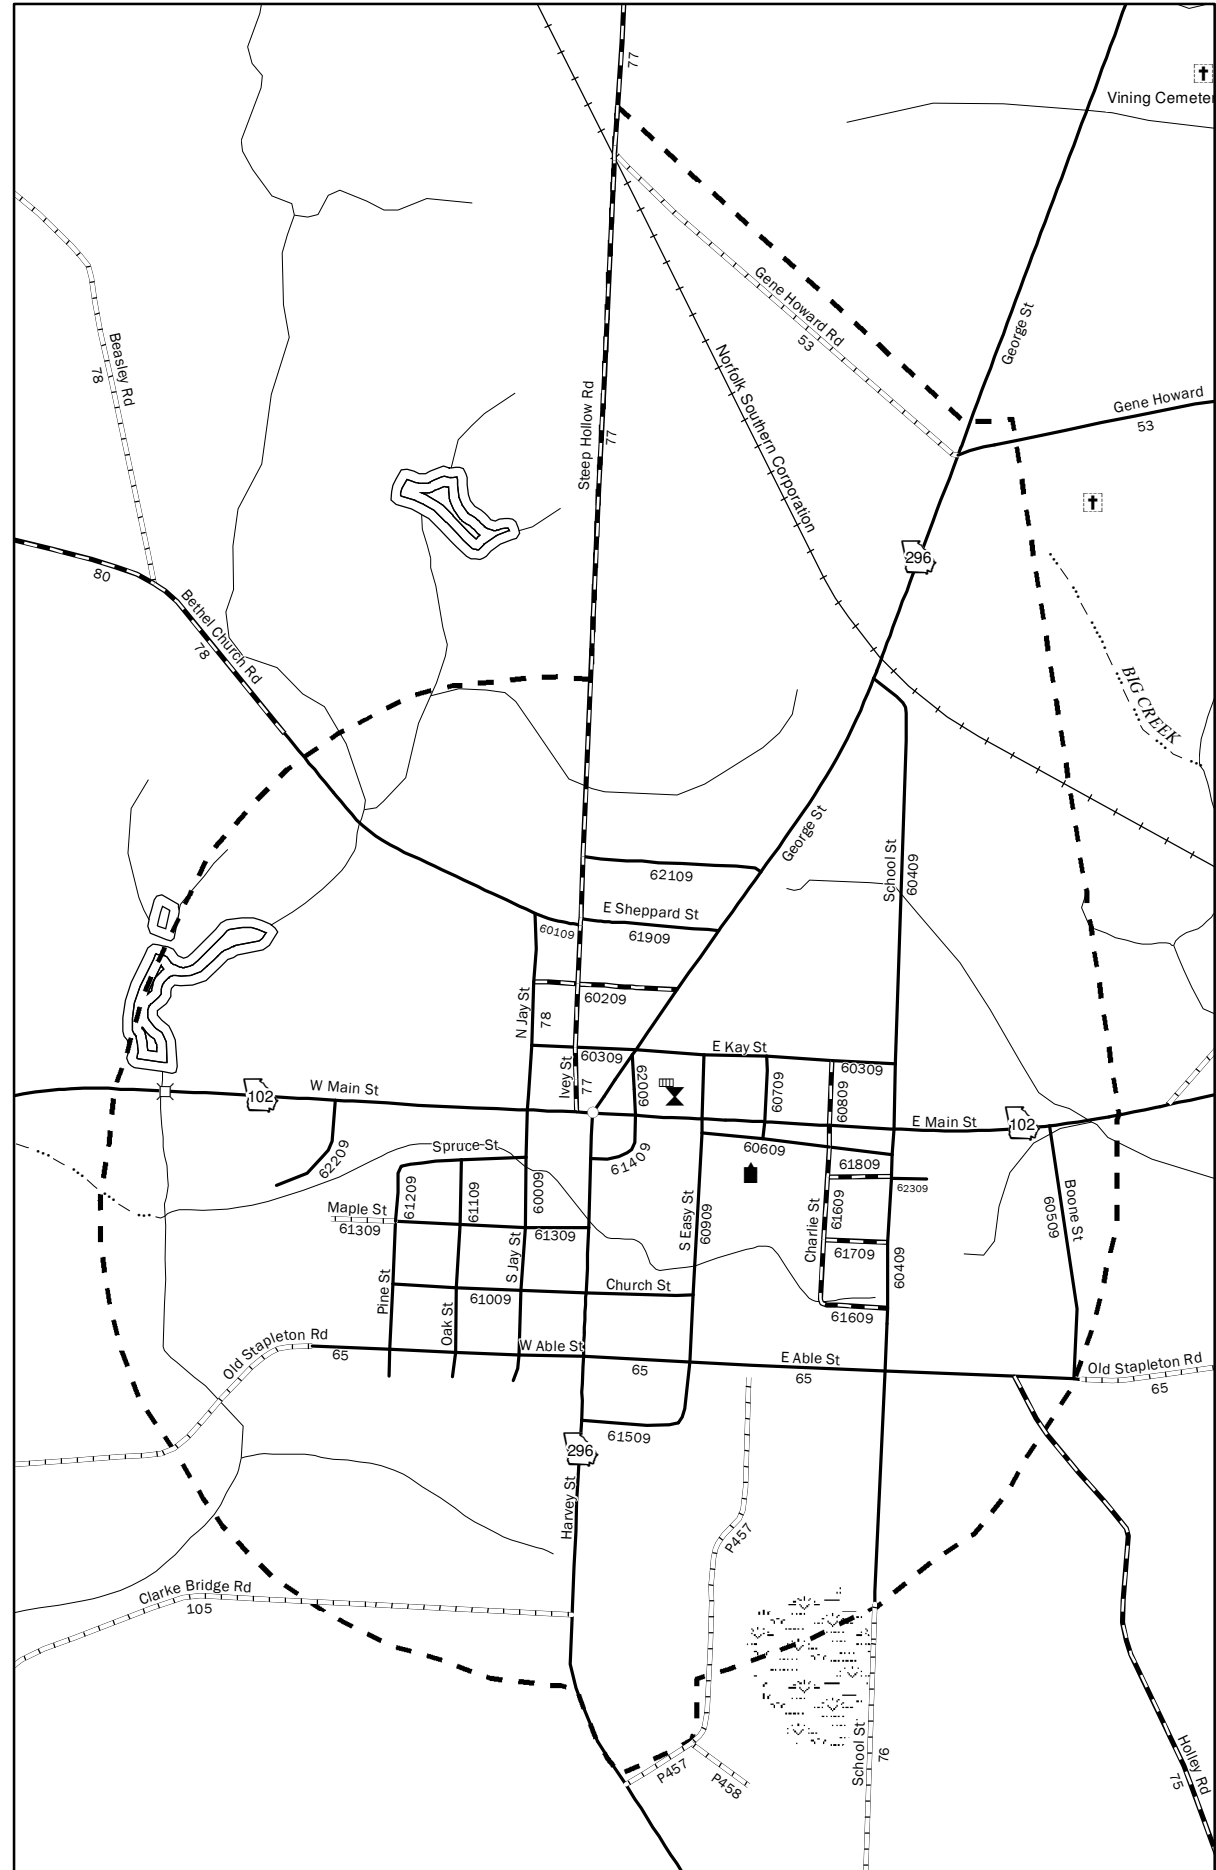 77
Vining Cemeter
Gene Howard Rd
53
George St
Beasley Rd
78
Norfolk Southern Corporation
Steep Hollow Rd
77
Gene Howard
53
296
80
Bethel Church Rd
78
BIG CREEK
George St
School St
60409
62109
E Sheppard St
61909
60109
60209
N Jay St
78
E Kay St
60309
60309
Ivey St
77
62009
60709
60809
W Main St
102
E Main St
102
62209
Spruce St
61409
60609
61809
62309
61209
61109
60009
Maple St
61309
61309
S Easy St
60909
Charlie St
61609
61709
60409
60509
Boone St
S Jay St
Pine St
Oak St
61009
Church St
61609
Old Stapleton Rd
65
W Able St
65
E Able St
65
Old Stapleton Rd
65
61509
296
Harvey St
P457
Clarke Bridge Rd
105
School St
76
Holley Rd
75
P457
P458